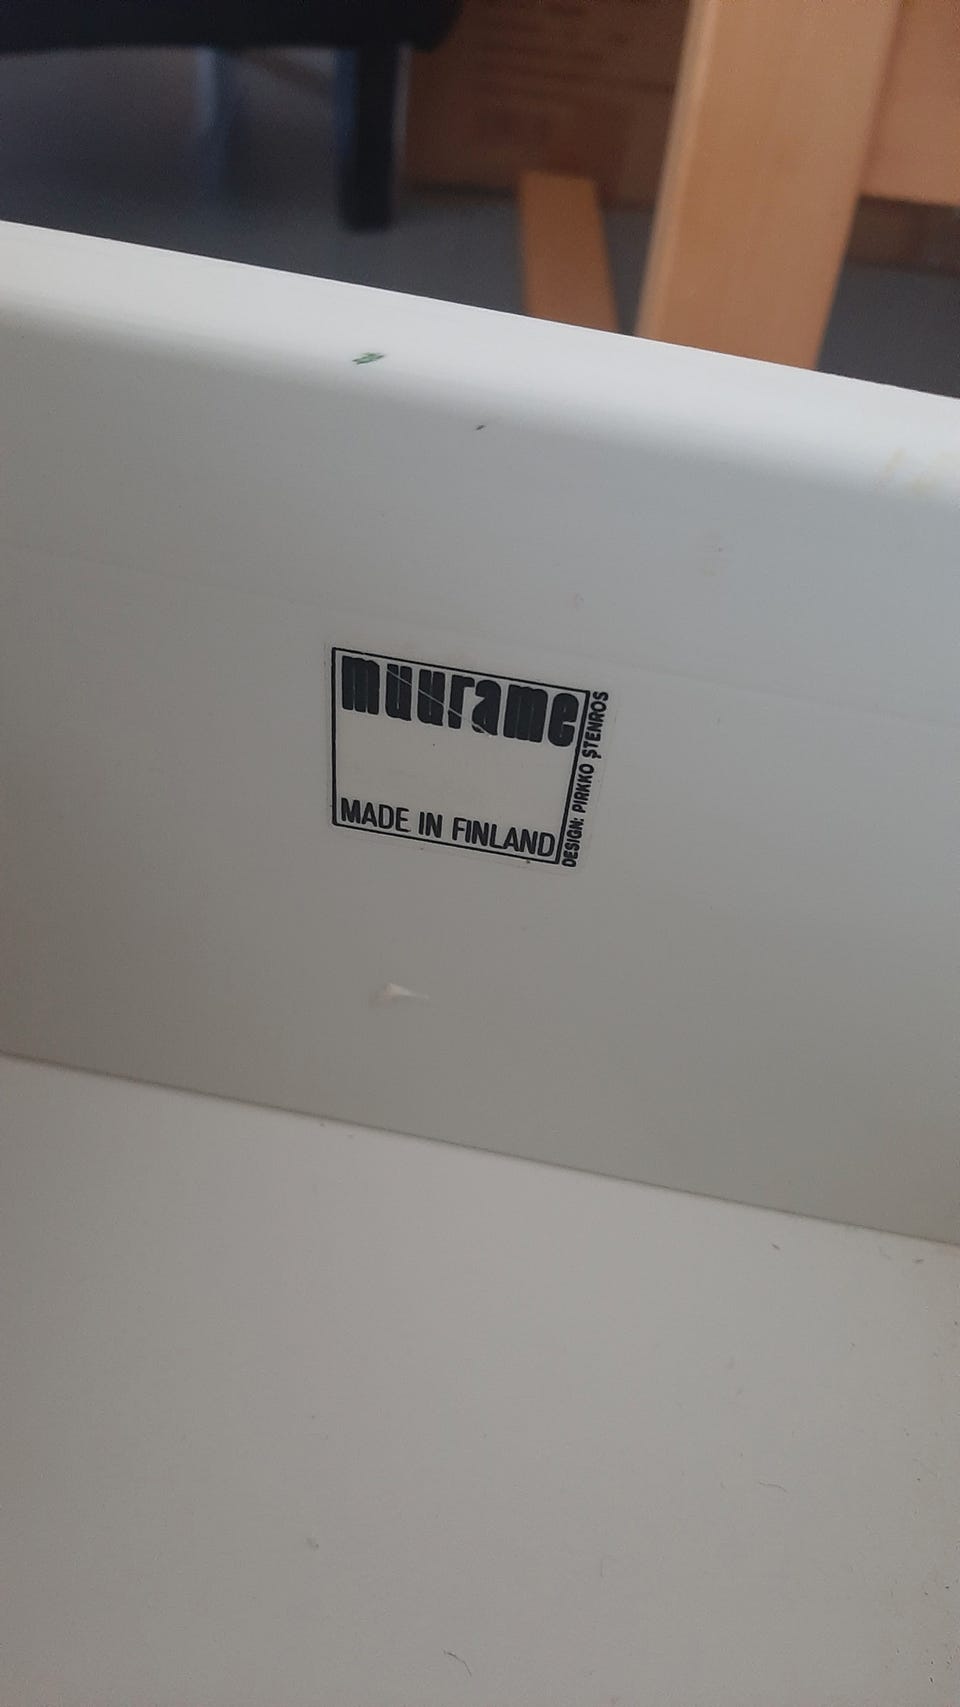 muurame
MADE IN FINLAND
DESIGN: PIRKKO STENROS